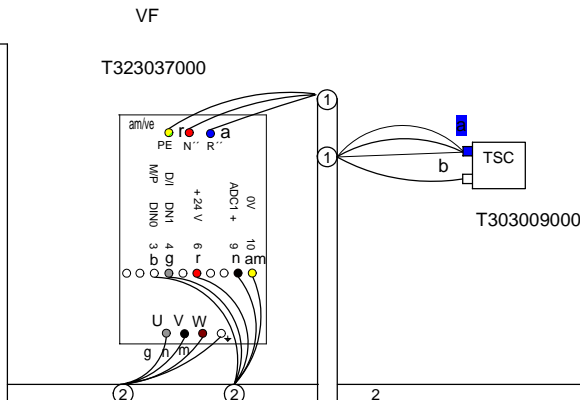 VF
T323037000
1
am/ve r a
PE N´´ R´´
a
1
TSC
b
M/P D/I + 24 V ADC1 + 0V
DIN0 DN1
T303009000
3 4 6 9 10
b g r n am
U V W
g n m
2 2 2